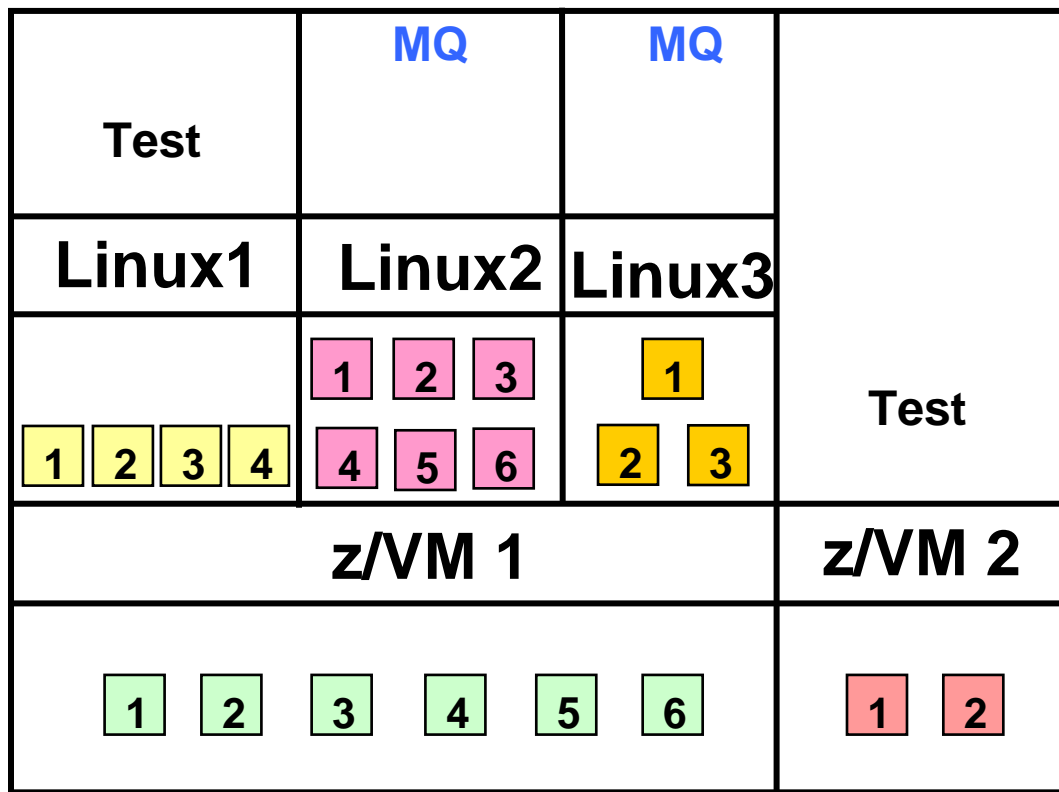 MQ MQ
Test
Linux1 Linux2 Linux3
1 2 3 1
Test
1 2 3 4 4 5 6 2 3
z/VM 1 z/VM 2
1 2 3 4 5 6 1 2